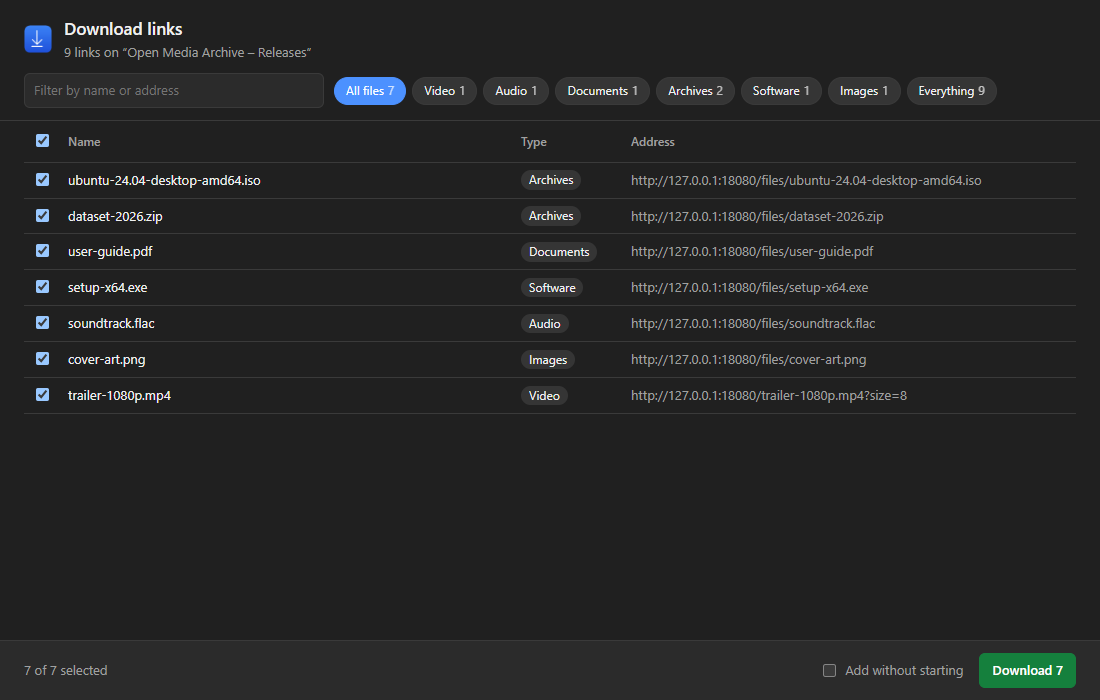 Download links
9 links on “Open Media Archive – Releases”
Filter by name or address
All files 7
Video 1
Audio 1
Documents 1
Archives 2
Software 1
Images 1
Everything 9
Name Type Address
ubuntu-24.04-desktop-amd64.iso Archives http://127.0.0.1:18080/files/ubuntu-24.04-desktop-amd64.iso
dataset-2026.zip Archives http://127.0.0.1:18080/files/dataset-2026.zip
user-guide.pdf Documents http://127.0.0.1:18080/files/user-guide.pdf
setup-x64.exe Software http://127.0.0.1:18080/files/setup-x64.exe
soundtrack.flac Audio http://127.0.0.1:18080/files/soundtrack.flac
cover-art.png Images http://127.0.0.1:18080/files/cover-art.png
trailer-1080p.mp4 Video http://127.0.0.1:18080/trailer-1080p.mp4?size=8
7 of 7 selected
Add without starting
Download 7